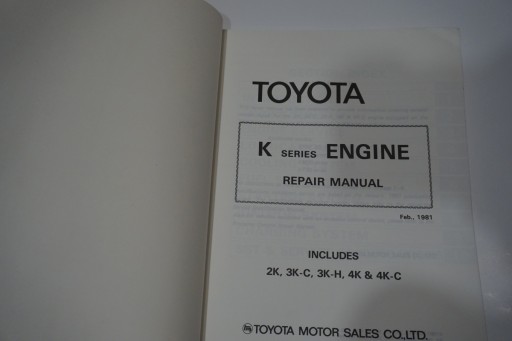 TOYOTA
K SERIES ENGINE
REPAIR MANUAL
Feb., 1981
INCLUDES
2K, 3K-C, 3K-H, 4K & 4K-C
TOYOTA MOTOR SALES CO.,LTD.